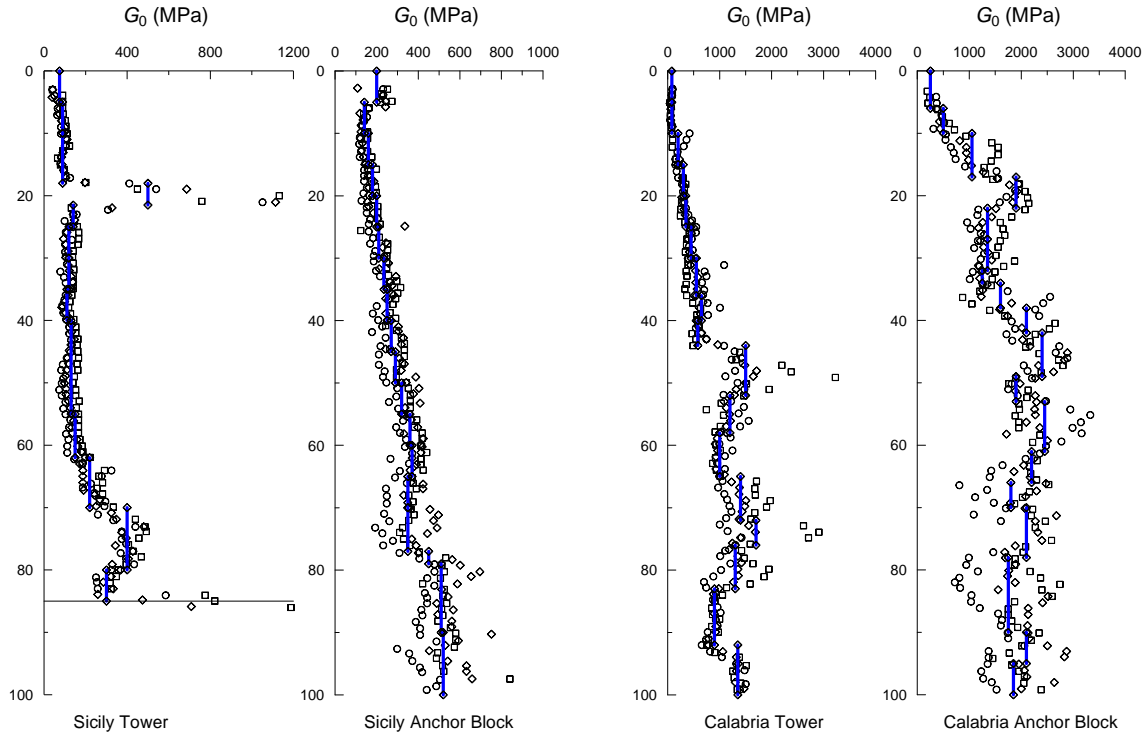 G0 (MPa) G0 (MPa) G0 (MPa) G0 (MPa)
0 400 800 1200 0 200 400 600 800 1000 0 1000 2000 3000 4000 0 1000 2000 3000 4000
0 0 0 0
20 20 20 20
40 40 40 40
60 60 60 60
80 80 80 80
100 100 100 100
Sicily Tower Sicily Anchor Block Calabria Tower Calabria Anchor Block